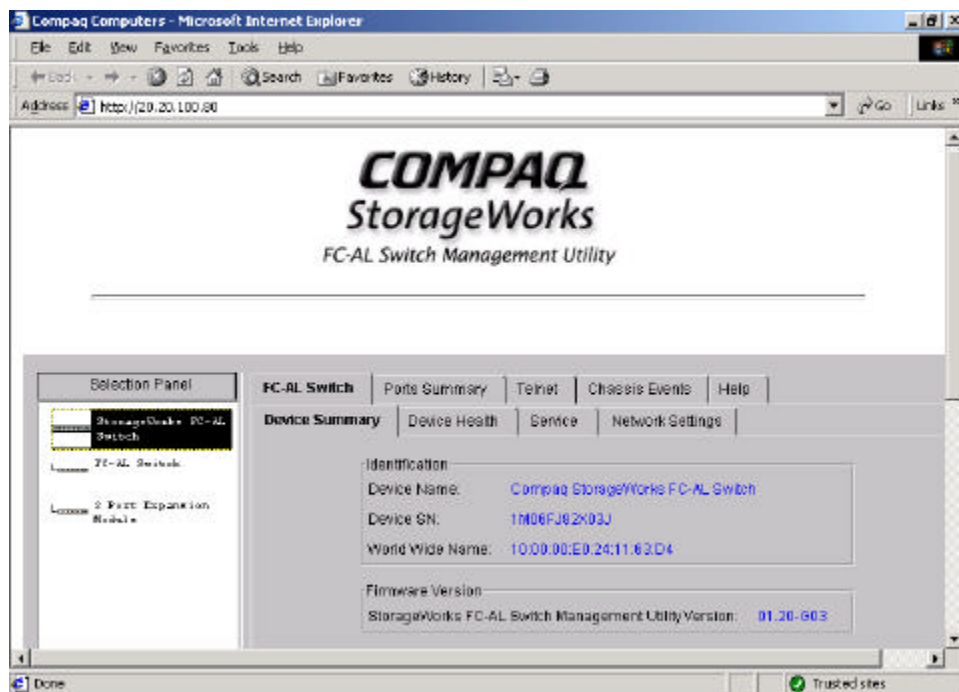 Compaq Computers - Microsoft Internet Explorer
File Edit View Favorites Tools Help
Back Search Favorites History
Address http://20.20.100.80 Go Links
COMPAQ
StorageWorks
FC-AL Switch Management Utility
Selection Panel
StorageWorks FC-AL
Switch
FC-AL Switch
2 Port Expansion
Module
FC-AL Switch Ports Summary Telnet Chassis Events Help
Device Summary Device Health Service Network Settings
Identification
Device Name: Compaq StorageWorks FC-AL Switch
Device SN:
World Wide Name: 10:00:00:E0:24:11:63:D4
Firmware Version
StorageWorks FC-AL Switch Management Utility Version: 01.20-G03
Done Trusted sites